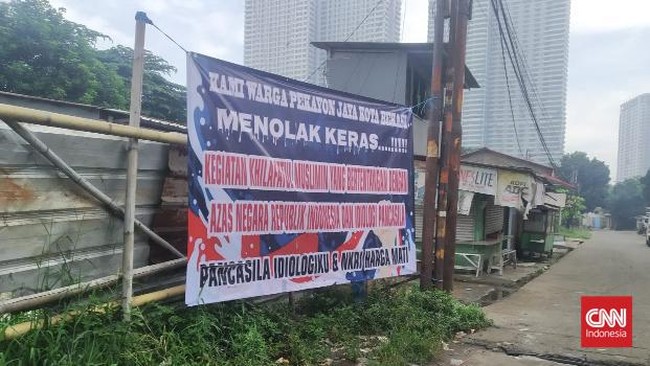 KAMI WARGA PEKAYON JAYA KOTA BEKASI
MENOLAK KERAS.....!!!!
KEGIATAN KHILAFATUL MUSLIMIN YANG BERTENTANGAN DENGAN
AZAS NEGARA REPUBLIK INDONESIA DAN IDIOLOGI PANCASILA
PANCASILA IDIOLOGIKU & NKRI HARGA MATI
CNN
Indonesia